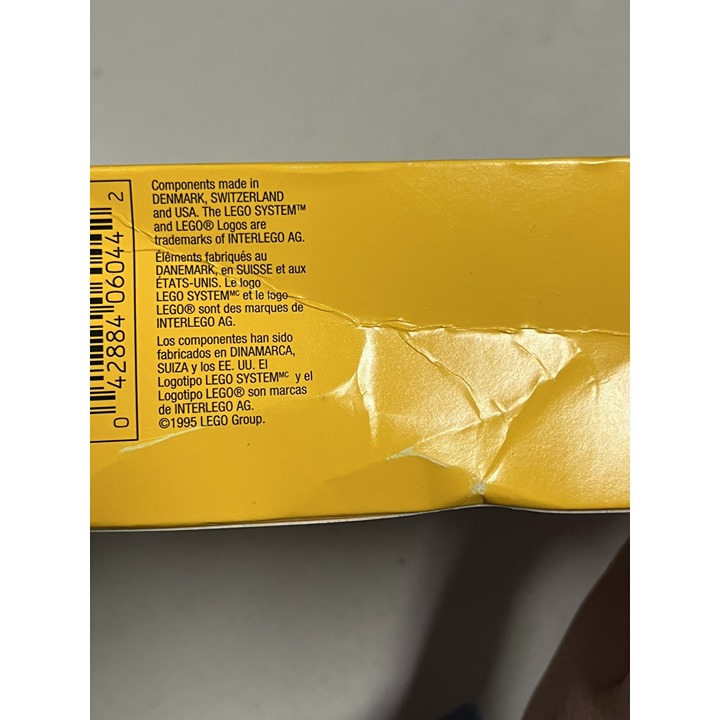 Components made in
DENMARK, SWITZERLAND
and USA. The LEGO SYSTEM™
and LEGO® Logos are
trademarks of INTERLEGO AG.
Éléments fabriqués au
DANEMARK, en SUISSE et aux
ÉTATS-UNIS. Le logo
LEGO SYSTEMᴹᶜ et le logo
LEGO® sont des marques de
INTERLEGO AG.
Los componentes han sido
fabricados en DINAMARCA,
SUIZA y los EE. UU. El
Logotipo LEGO SYSTEMᴹᶜ y el
Logotipo LEGO® son marcas
de INTERLEGO AG.
©1995 LEGO Group.
0 42884 06044 2